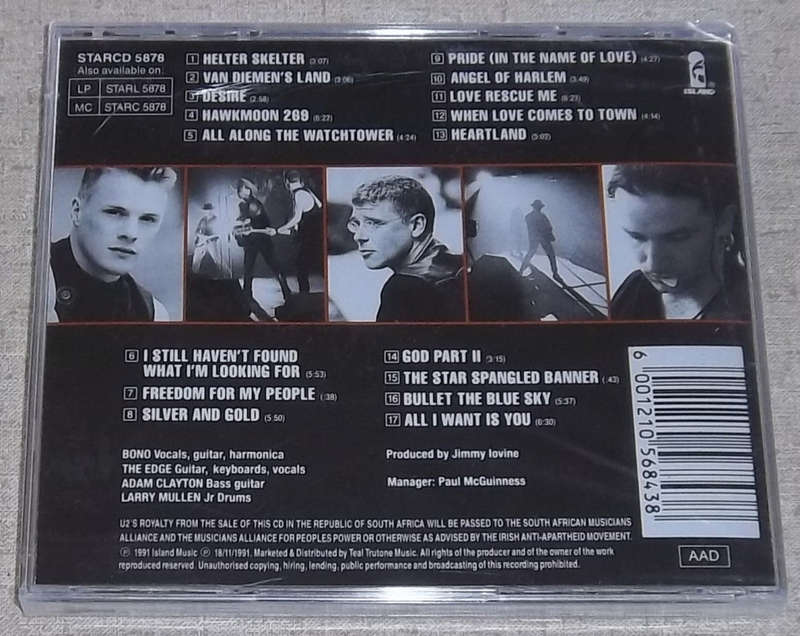 STARCD 5878
Also available on:
LP STARL 5878
MC STARC 5878
1 HELTER SKELTER (3:07)
2 VAN DIEMEN'S LAND (3:06)
3 DESIRE (2:58)
4 HAWKMOON 269 (6:22)
5 ALL ALONG THE WATCHTOWER (4:24)
9 PRIDE (IN THE NAME OF LOVE) (4:27)
10 ANGEL OF HARLEM (3:49)
11 LOVE RESCUE ME (6:23)
12 WHEN LOVE COMES TO TOWN (4:14)
13 HEARTLAND (5:02)
ISLAND
6 I STILL HAVEN'T FOUND
WHAT I'M LOOKING FOR (5:53)
7 FREEDOM FOR MY PEOPLE (:38)
8 SILVER AND GOLD (5:50)
14 GOD PART II (3:15)
15 THE STAR SPANGLED BANNER (:43)
16 BULLET THE BLUE SKY (5:37)
17 ALL I WANT IS YOU (6:30)
6 001210 568438
BONO Vocals, guitar, harmonica
THE EDGE Guitar, keyboards, vocals
ADAM CLAYTON Bass guitar
LARRY MULLEN Jr Drums
Produced by Jimmy Iovine
Manager: Paul McGuinness
U2'S ROYALTY FROM THE SALE OF THIS CD IN THE REPUBLIC OF SOUTH AFRICA WILL BE PASSED TO THE SOUTH AFRICAN MUSICIANS
ALLIANCE AND THE MUSICIANS ALLIANCE FOR PEOPLES POWER OR OTHERWISE AS ADVISED BY THE IRISH ANTI-APARTHEID MOVEMENT.
℗ 1991 Island Music ℗ 18/11/1991. Marketed & Distributed by Teal Trutone Music. All rights of the producer and of the owner of the work
reproduced reserved. Unauthorised copying, hiring, lending, public performance and broadcasting of this recording prohibited.
AAD